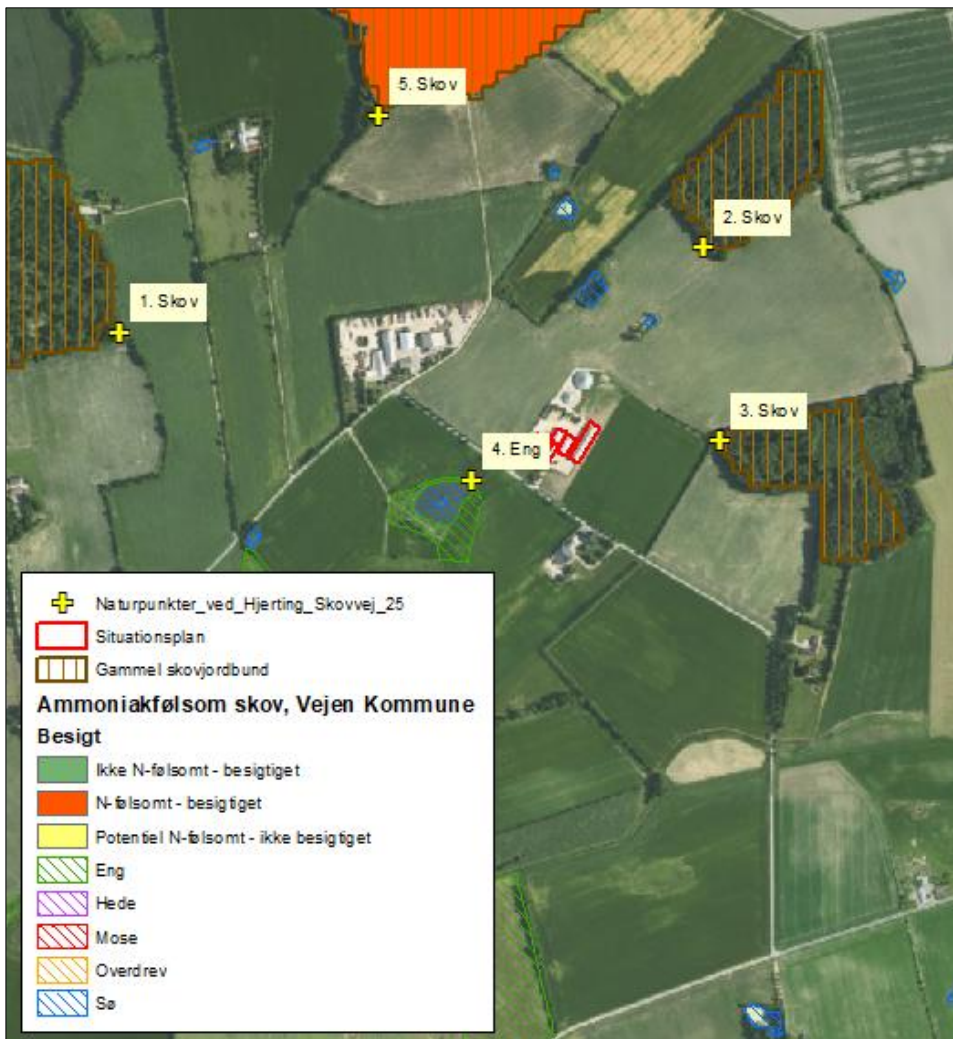 5. Skov
2. Skov
1. Skov
3. Skov
4. Eng
Naturpunkter_ved_Hjerting_Skovvej_25
Situationsplan
Gammel skovjordbund
Ammoniakfølsom skov, Vejen Kommune
Besigt
Ikke N-følsomt - besigtiget
N-følsomt - besigtiget
Potentiel N-følsomt - ikke besigtiget
Eng
Hede
Mose
Overdrev
Sø